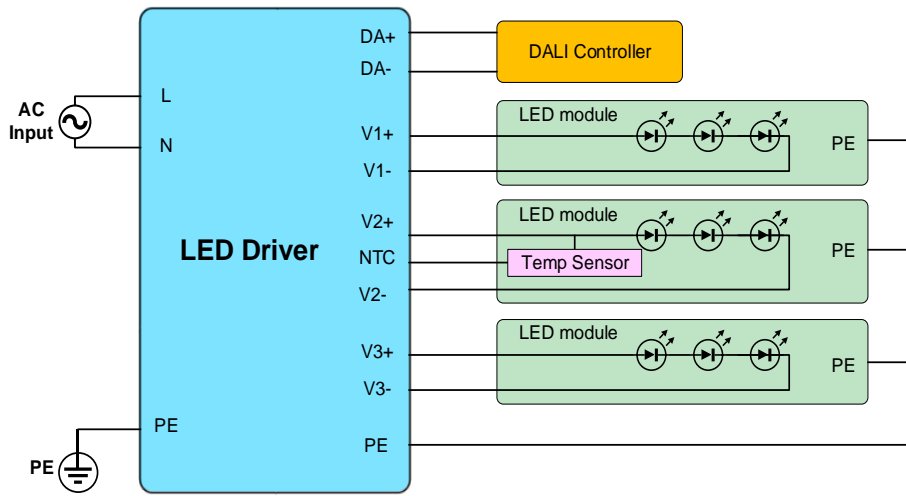 AC
Input
PE
L
N
PE
LED Driver
DA+
DA-
V1+
V1-
V2+
NTC
V2-
V3+
V3-
PE
DALI Controller
LED module
PE
LED module
Temp Sensor
PE
LED module
PE